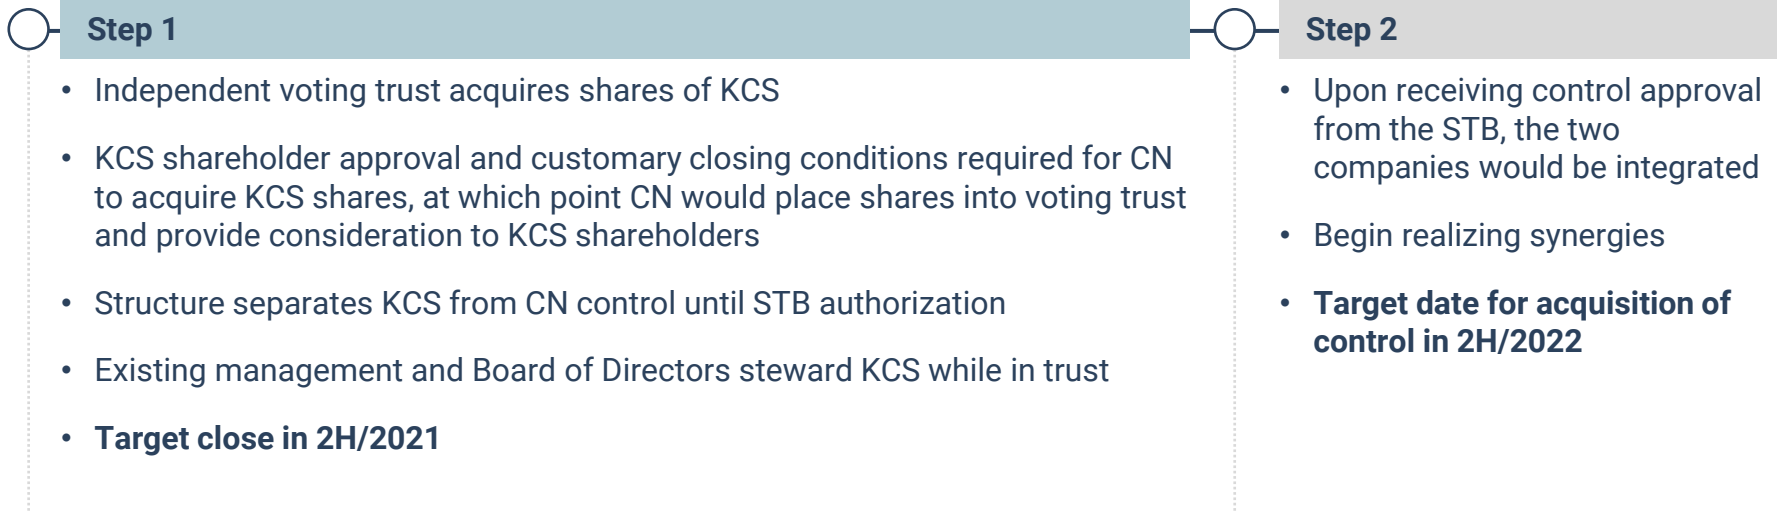 Step 1
• Independent voting trust acquires shares of KCS
• KCS shareholder approval and customary closing conditions required for CN
to acquire KCS shares, at which point CN would place shares into voting trust
and provide consideration to KCS shareholders
• Structure separates KCS from CN control until STB authorization
• Existing management and Board of Directors steward KCS while in trust
• Target close in 2H/2021
Step 2
• Upon receiving control approval
from the STB, the two
companies would be integrated
• Begin realizing synergies
• Target date for acquisition of
control in 2H/2022